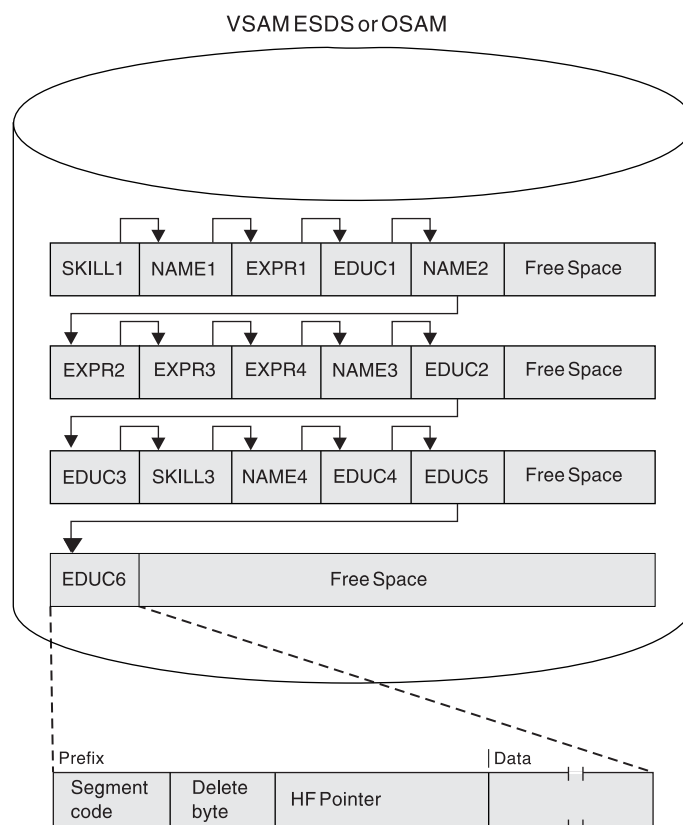 VSAM ESDS or OSAM
SKILL1 NAME1 EXPR1 EDUC1 NAME2 Free Space
EXPR2 EXPR3 EXPR4 NAME3 EDUC2 Free Space
EDUC3 SKILL3 NAME4 EDUC4 EDUC5 Free Space
EDUC6 Free Space
Prefix Data
Segment code Delete byte HF Pointer